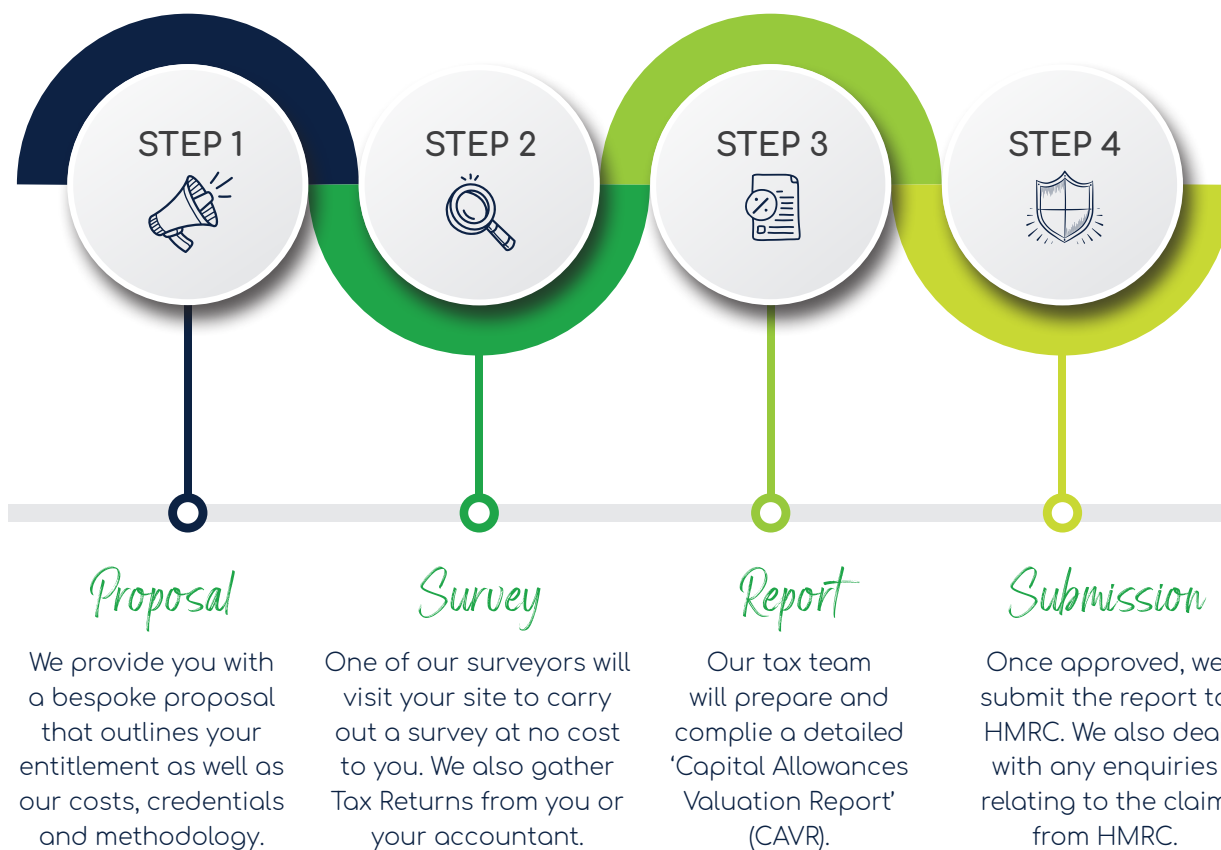 STEP 1
STEP 2
STEP 3
STEP 4
Proposal
We provide you with
a bespoke proposal
that outlines your
entitlement as well as
our costs, credentials
and methodology.
Survey
One of our surveyors will
visit your site to carry
out a survey at no cost
to you. We also gather
Tax Returns from you or
your accountant.
Report
Our tax team
will prepare and
complie a detailed
‘Capital Allowances
Valuation Report’
(CAVR).
Submission
Once approved, we
submit the report to
HMRC. We also deal
with any enquiries
relating to the claim
from HMRC.